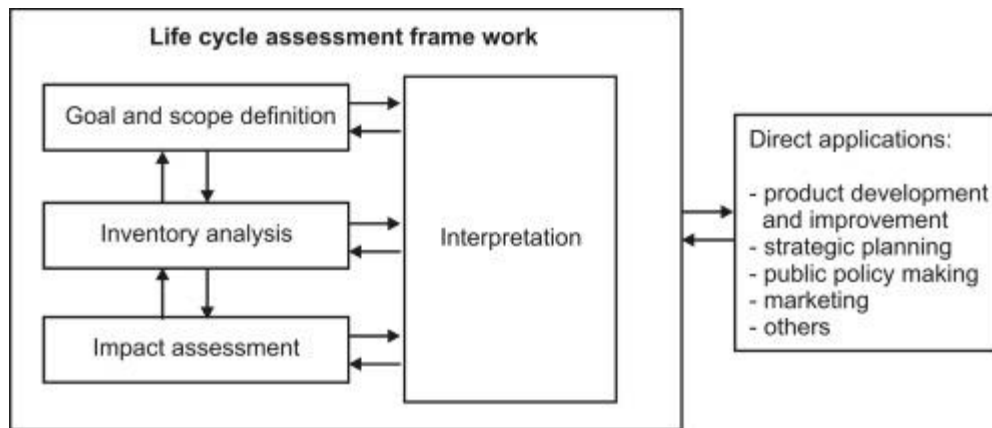 Life cycle assessment frame work
Goal and scope definition
Inventory analysis
Impact assessment
Interpretation
Direct applications:
- product development
and improvement
- strategic planning
- public policy making
- marketing
- others